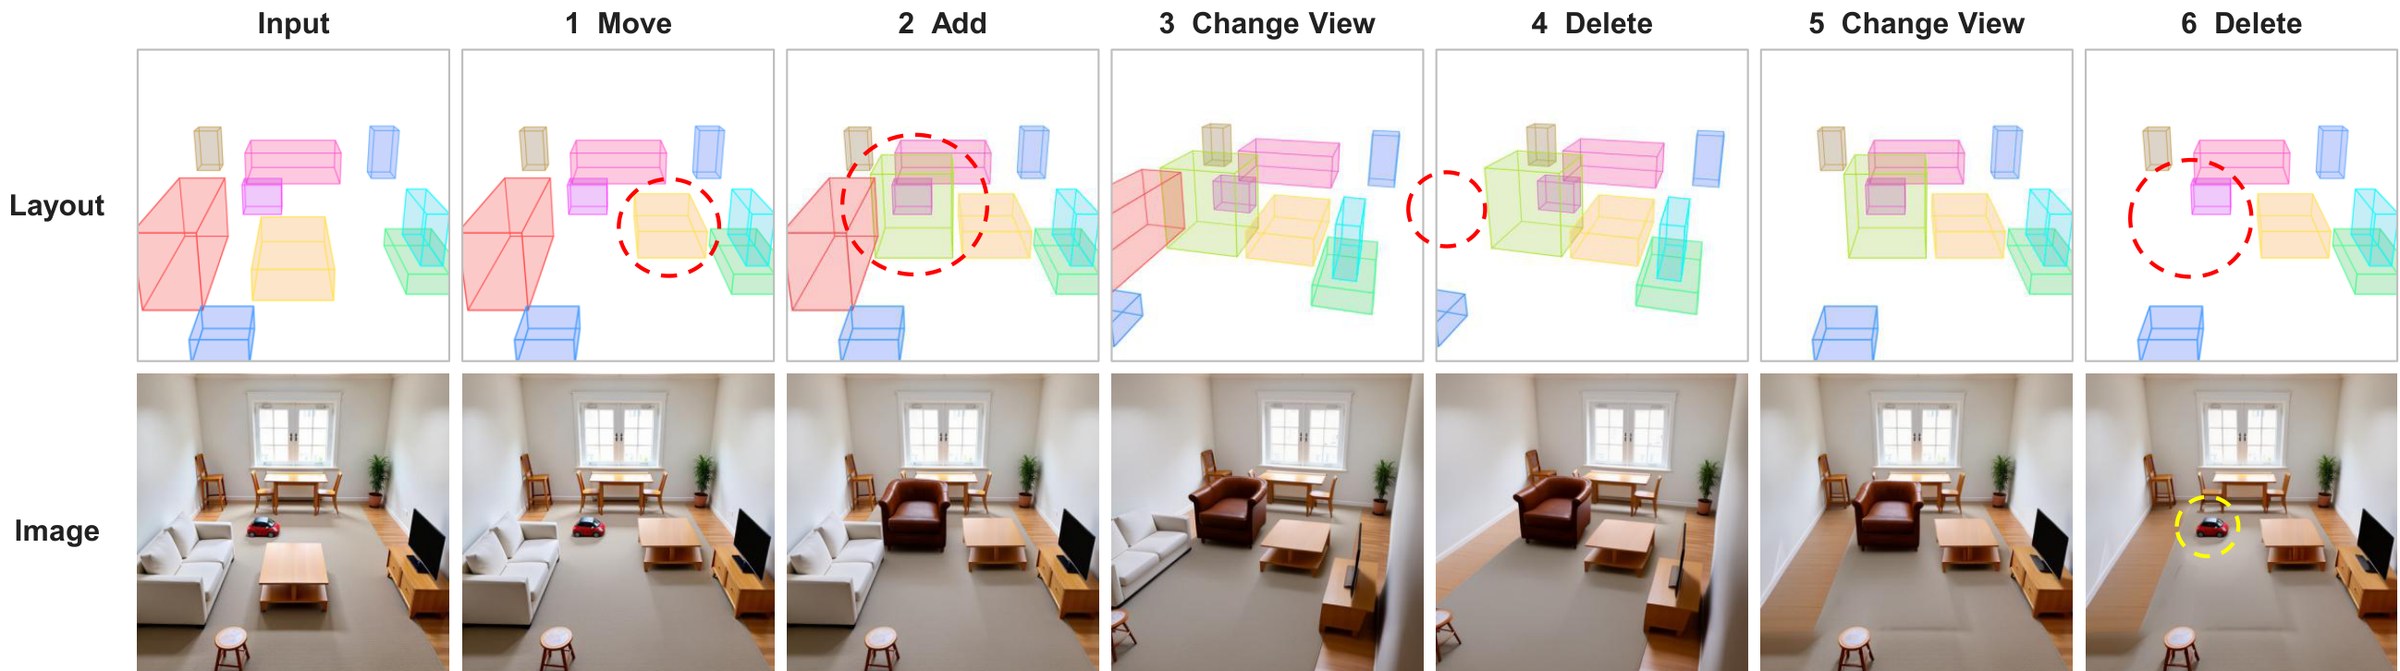 Input
1 Move
2 Add
3 Change View
4 Delete
5 Change View
6 Delete
Layout
Image